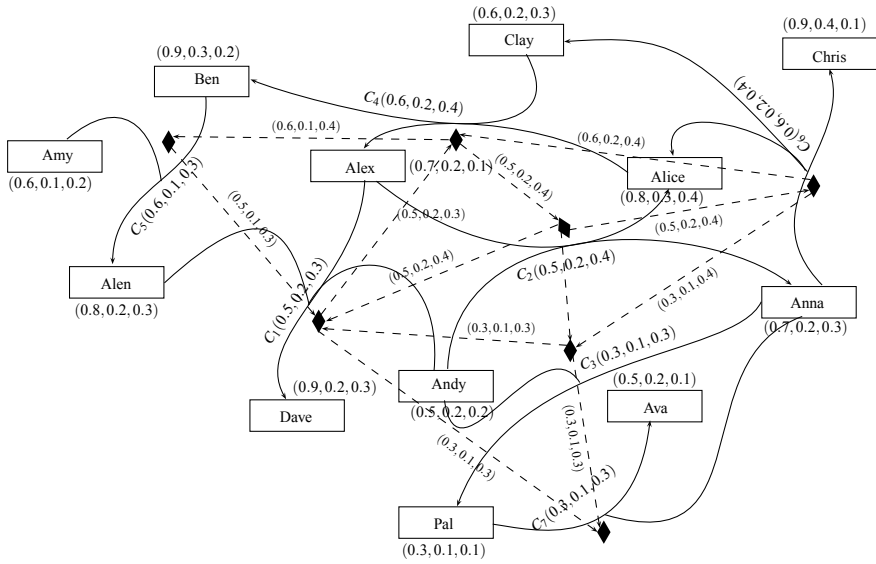 (0.6,0.2,0.3)
Clay
(0.9,0.4,0.1)
Chris
(0.9,0.3,0.2)
Ben
C4(0.6,0.2,0.4)
C6(0.6,0.2,0.4)
(0.6,0.1,0.4)
(0.6,0.2,0.4)
Amy
(0.6,0.1,0.2)
Alex
(0.7,0.2,0.1)
(0.5,0.2,0.4)
Alice
(0.8,0.3,0.4)
C5(0.6,0.1,0.3)
(0.5,0.1,0.3)
(0.5,0.2,0.3)
(0.5,0.2,0.4)
Alen
(0.8,0.2,0.3)
C1(0.5,0.2,0.3)
(0.5,0.2,0.4)
C2(0.5,0.2,0.4)
(0.3,0.1,0.4)
Anna
(0.7,0.2,0.3)
(0.3,0.1,0.3)
C3(0.3,0.1,0.3)
(0.9,0.2,0.3)
Dave
Andy
(0.5,0.2,0.2)
(0.5,0.2,0.1)
Ava
(0.3,0.1,0.3)
(0.3,0.1,0.3)
C7(0.3,0.1,0.3)
Pal
(0.3,0.1,0.1)